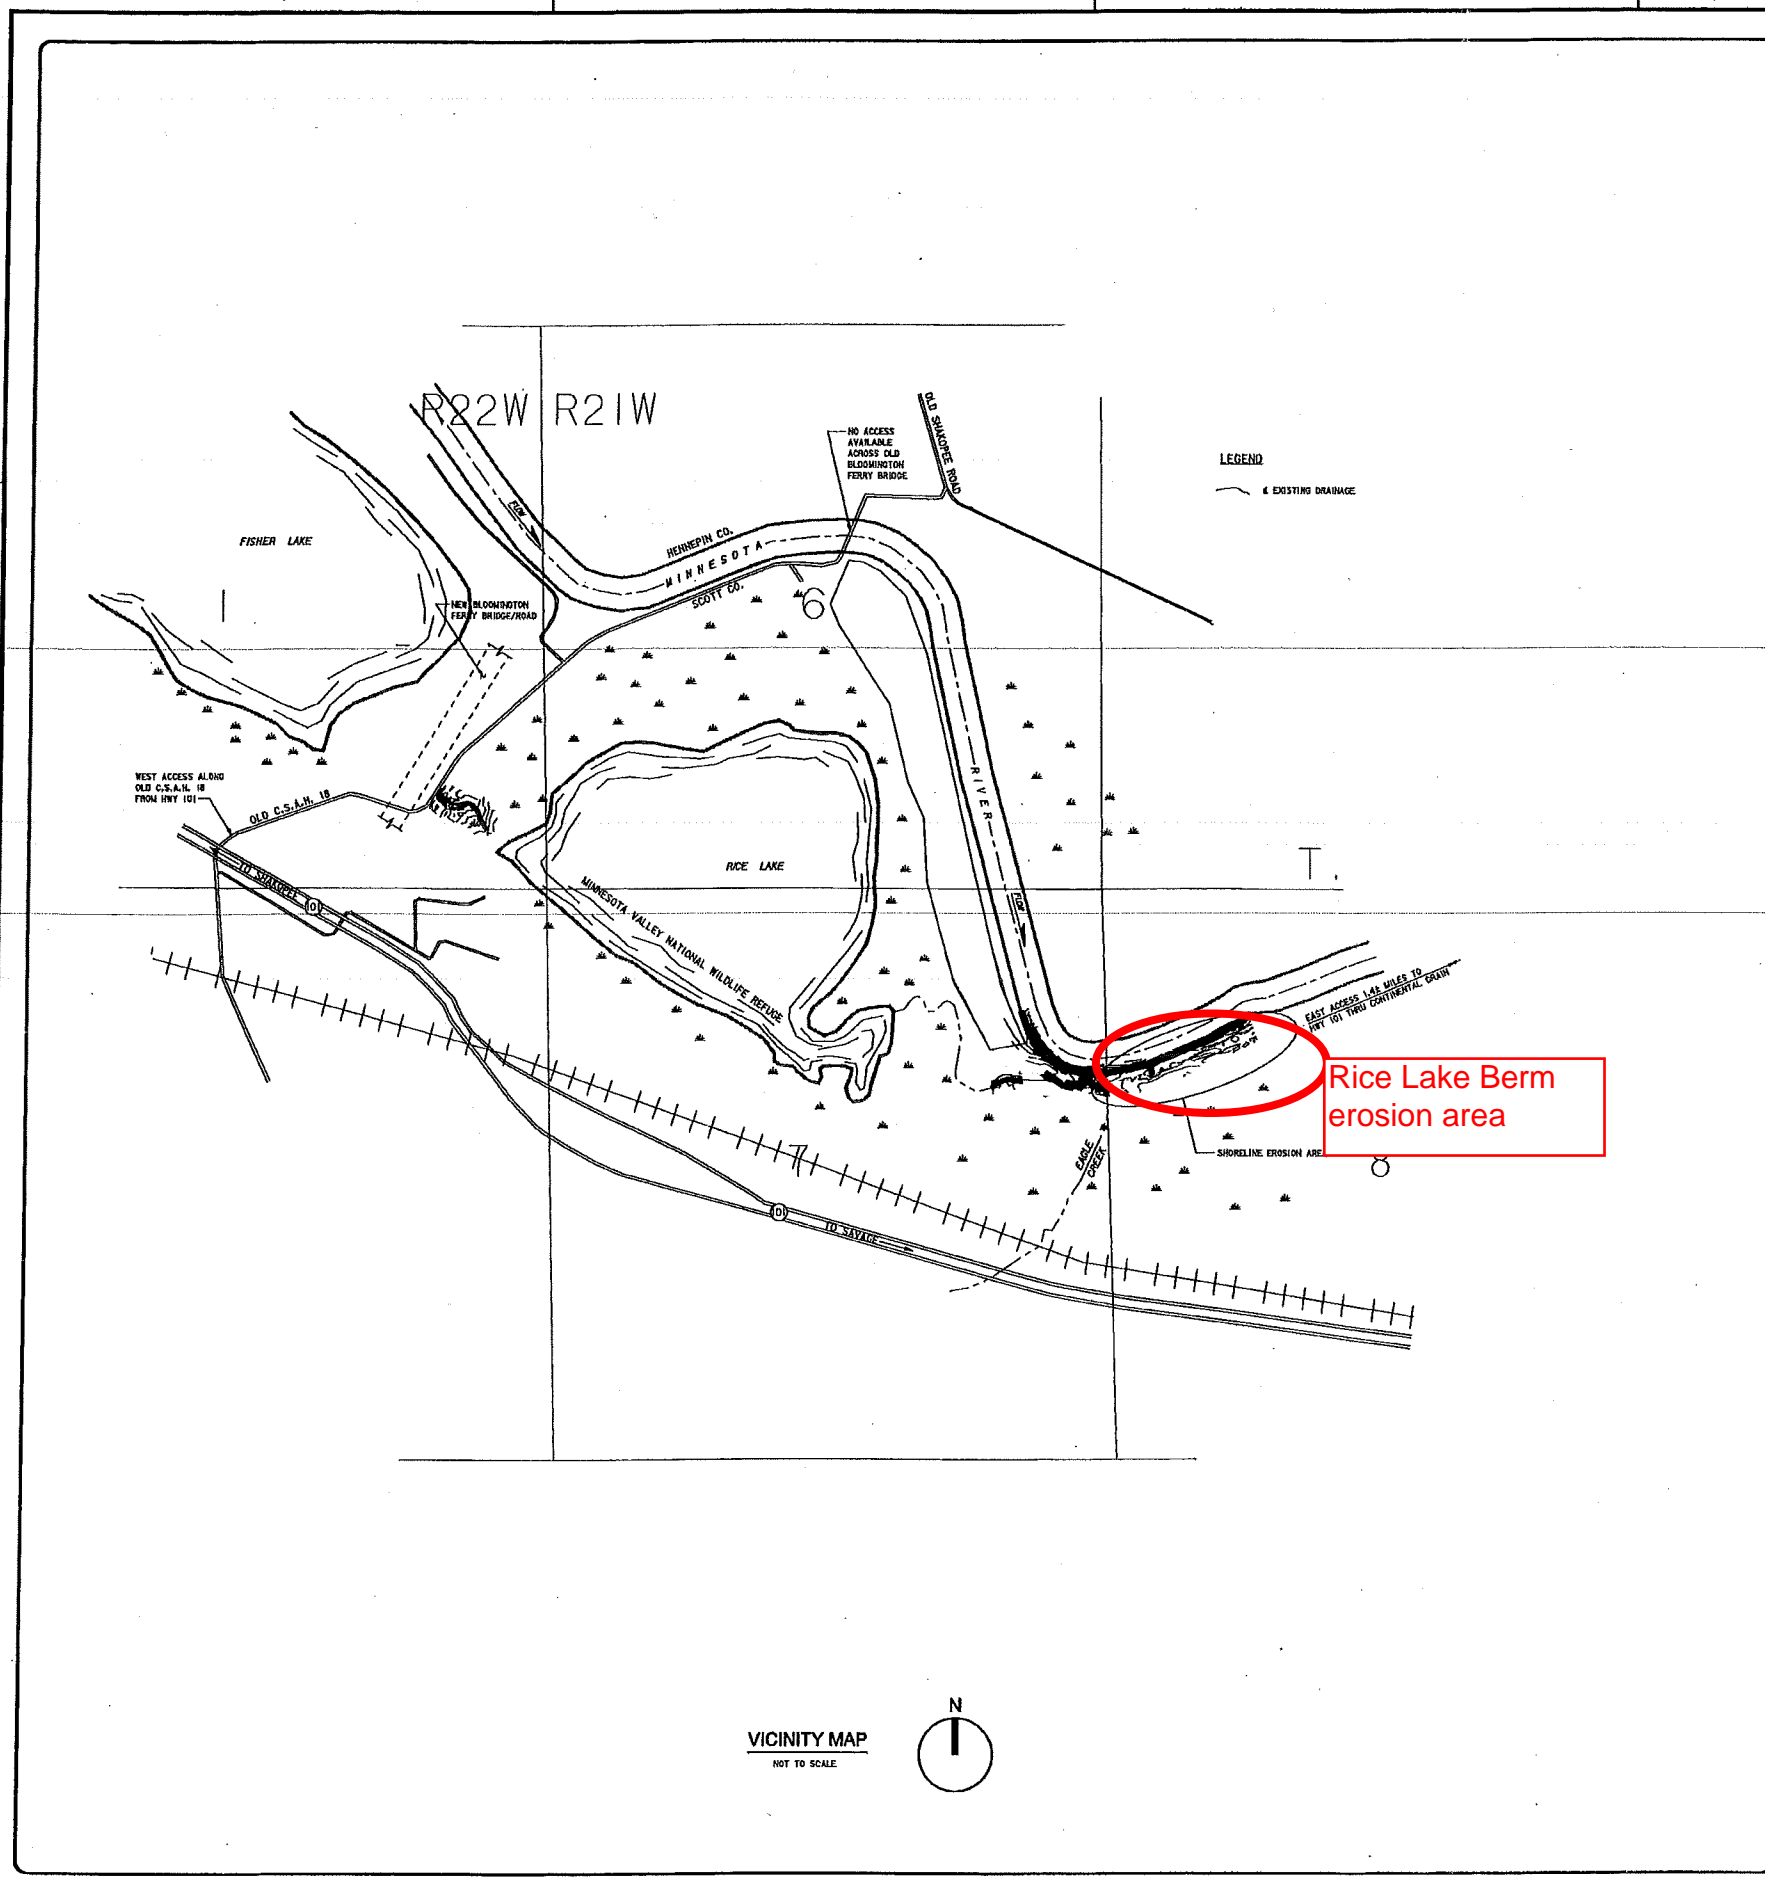 R22W R21W
NO ACCESS
AVAILABLE
ACROSS OLD
BLOOMINGTON
FERRY BRIDGE
OLD SHAKOPEE ROAD
LEGEND
EXISTING DRAINAGE
FLOW
FISHER LAKE
HENNEPIN CO.
MINNESOTA
SCOTT CO.
6
1
NEW BLOOMINGTON
FERRY BRIDGE/ROAD
WEST ACCESS ALONG
OLD C.S.A.H. 18
FROM HWY 101
OLD C.S.A.H. 18
RIVER
RICE LAKE
T.
TO SHAKOPEE
101
MINNESOTA VALLEY NATIONAL WILDLIFE REFUGE
FLOW
EAST ACCESS 1.4± MILES TO
HWY 101 THRU CONTINENTAL GRAIN
Rice Lake Berm
erosion area
EAGLE
CREEK
SHORELINE EROSION ARE
7
8
101
TO SAVAGE
N
VICINITY MAP
NOT TO SCALE